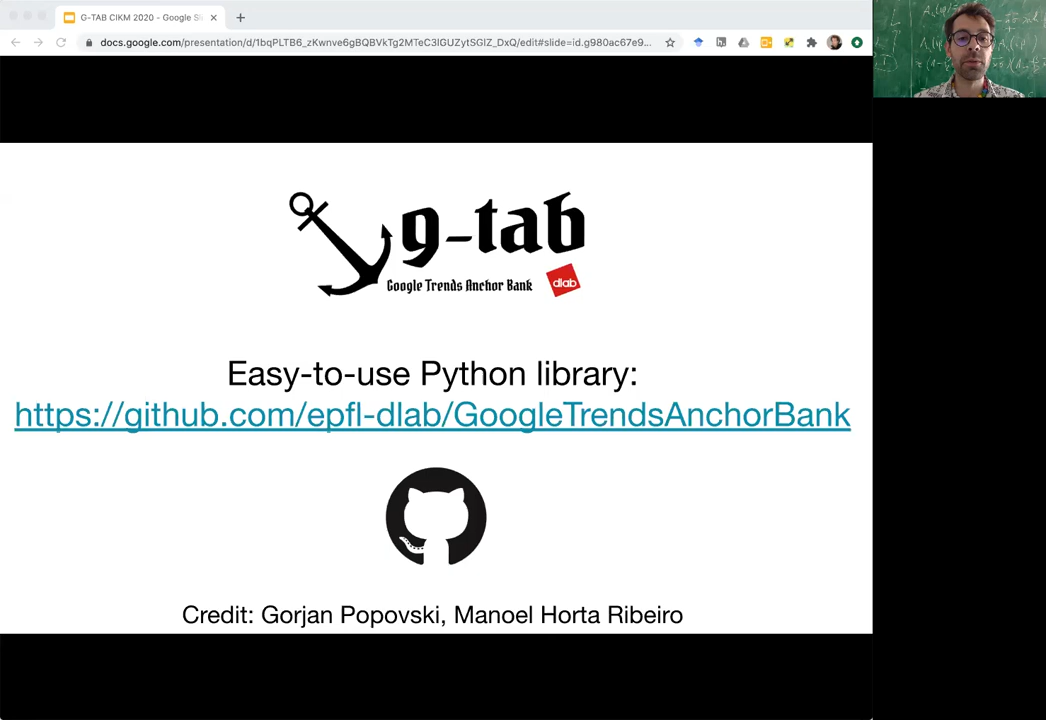 G-TAB CIKM 2020 - Google Sl
docs.google.com/presentation/d/1bqPLTB6_zKwnve6gBQBVkTg2MTeC3IGUZytSGIZ_DxQ/edit#slide=id.g980ac67e9...
g-tab
Google Trends Anchor Bank
dlab
Easy-to-use Python library:
https://github.com/epfl-dlab/GoogleTrendsAnchorBank
Credit: Gorjan Popovski, Manoel Horta Ribeiro